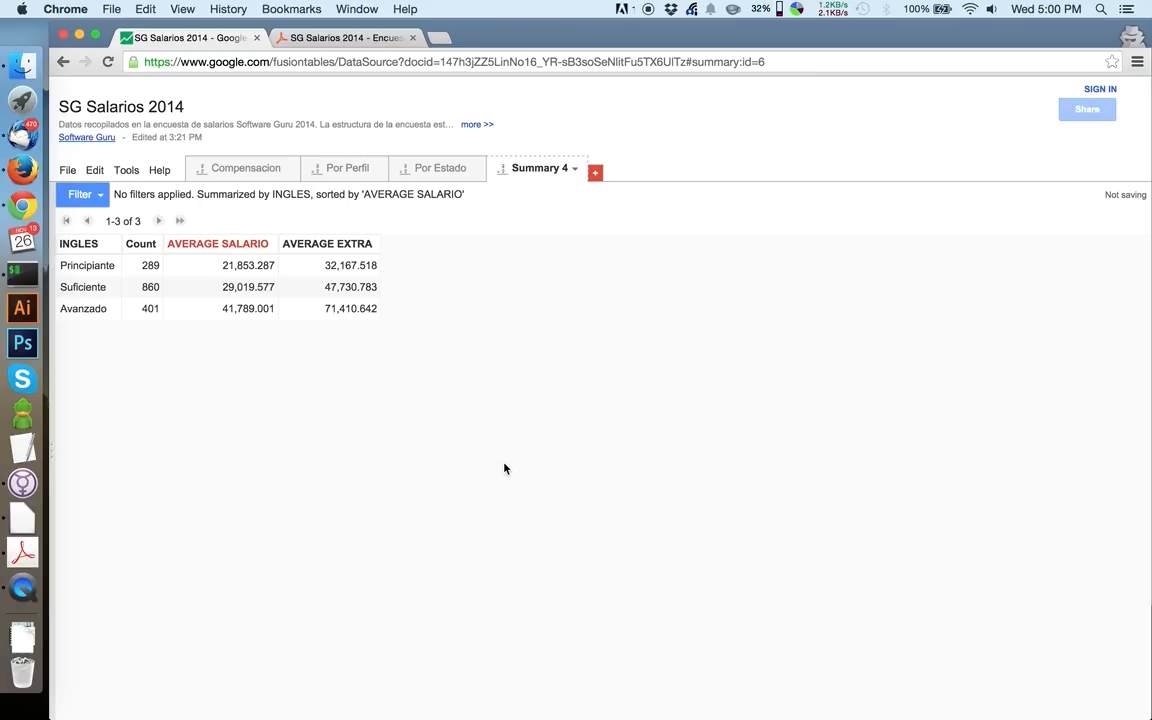 Chrome File Edit View History Bookmarks Window Help 32% 1.2KB/s 2.1KB/s 100% Wed 5:00 PM
SG Salarios 2014 - Google
SG Salarios 2014 - Encues
https://www.google.com/fusiontables/DataSource?docid=147h3jZZ5LinNo16_YR-sB3soSeNlitFu5TX6UlTz#summary:id=6
SIGN IN
SG Salarios 2014
Share
Datos recopilados en la encuesta de salarios Software Guru 2014. La estructura de la encuesta est... more >>
Software Guru - Edited at 3:21 PM
File Edit Tools Help Compensacion Por Perfil Por Estado Summary 4 +
Filter No filters applied. Summarized by INGLES, sorted by 'AVERAGE SALARIO' Not saving
1-3 of 3
INGLES Count AVERAGE SALARIO AVERAGE EXTRA
Principiante 289 21,853.287 32,167.518
Suficiente 860 29,019.577 47,730.783
Avanzado 401 41,789.001 71,410.642
470
NOV 13
26
$
Ai
Ps
S